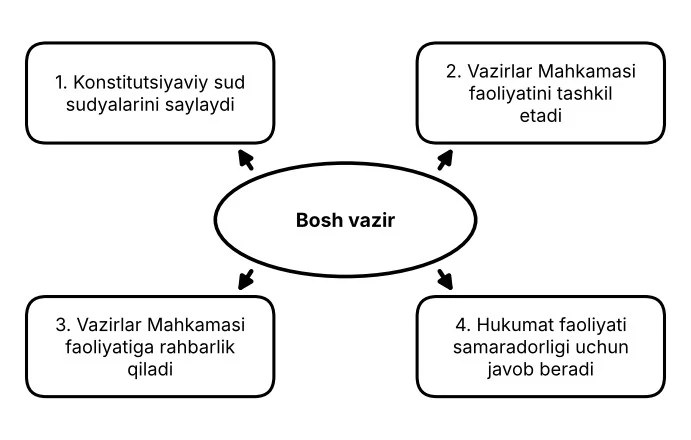 1. Konstitutsiyaviy sud
sudyalarini saylaydi
2. Vazirlar Mahkamasi
faoliyatini tashkil
etadi
Bosh vazir
3. Vazirlar Mahkamasi
faoliyatiga rahbarlik
qiladi
4. Hukumat faoliyati
samaradorligi uchun
javob beradi